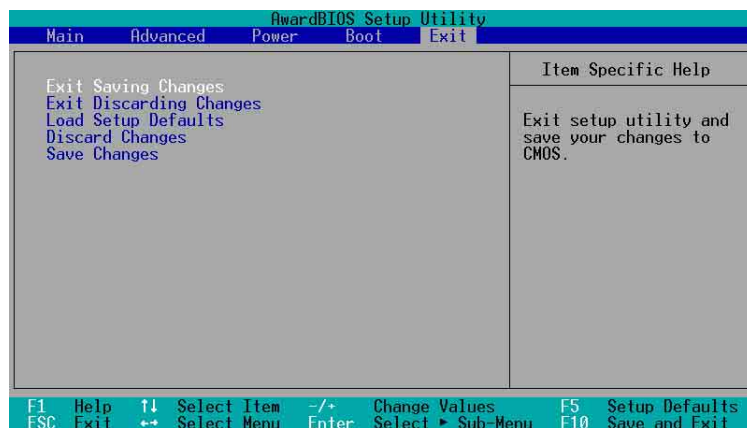 AwardBIOS Setup Utility
Main Advanced Power Boot Exit
Item Specific Help
Exit Saving Changes
Exit Discarding Changes
Load Setup Defaults
Discard Changes
Save Changes
Exit setup utility and
save your changes to
CMOS.
F1 Help ↑↓ Select Item -/+ Change Values F5 Setup Defaults
ESC Exit ←→ Select Menu Enter Select ► Sub-Menu F10 Save and Exit